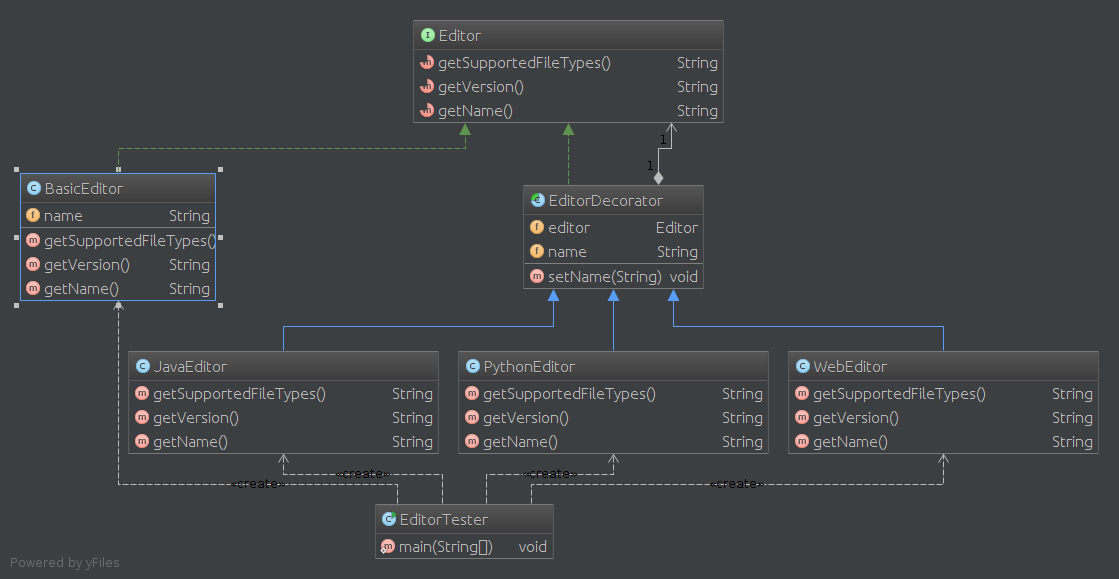 I Editor
m getSupportedFileTypes() String
m getVersion() String
m getName() String
1
1
C BasicEditor
f name String
m getSupportedFileTypes()
m getVersion() String
m getName() String
C EditorDecorator
f editor Editor
f name String
m setName(String) void
C JavaEditor
m getSupportedFileTypes() String
m getVersion() String
m getName() String
C PythonEditor
m getSupportedFileTypes() String
m getVersion() String
m getName() String
C WebEditor
m getSupportedFileTypes() String
m getVersion() String
m getName() String
«create»
«create»
«create»
«create»
C EditorTester
m main(String[]) void
Powered by yFiles